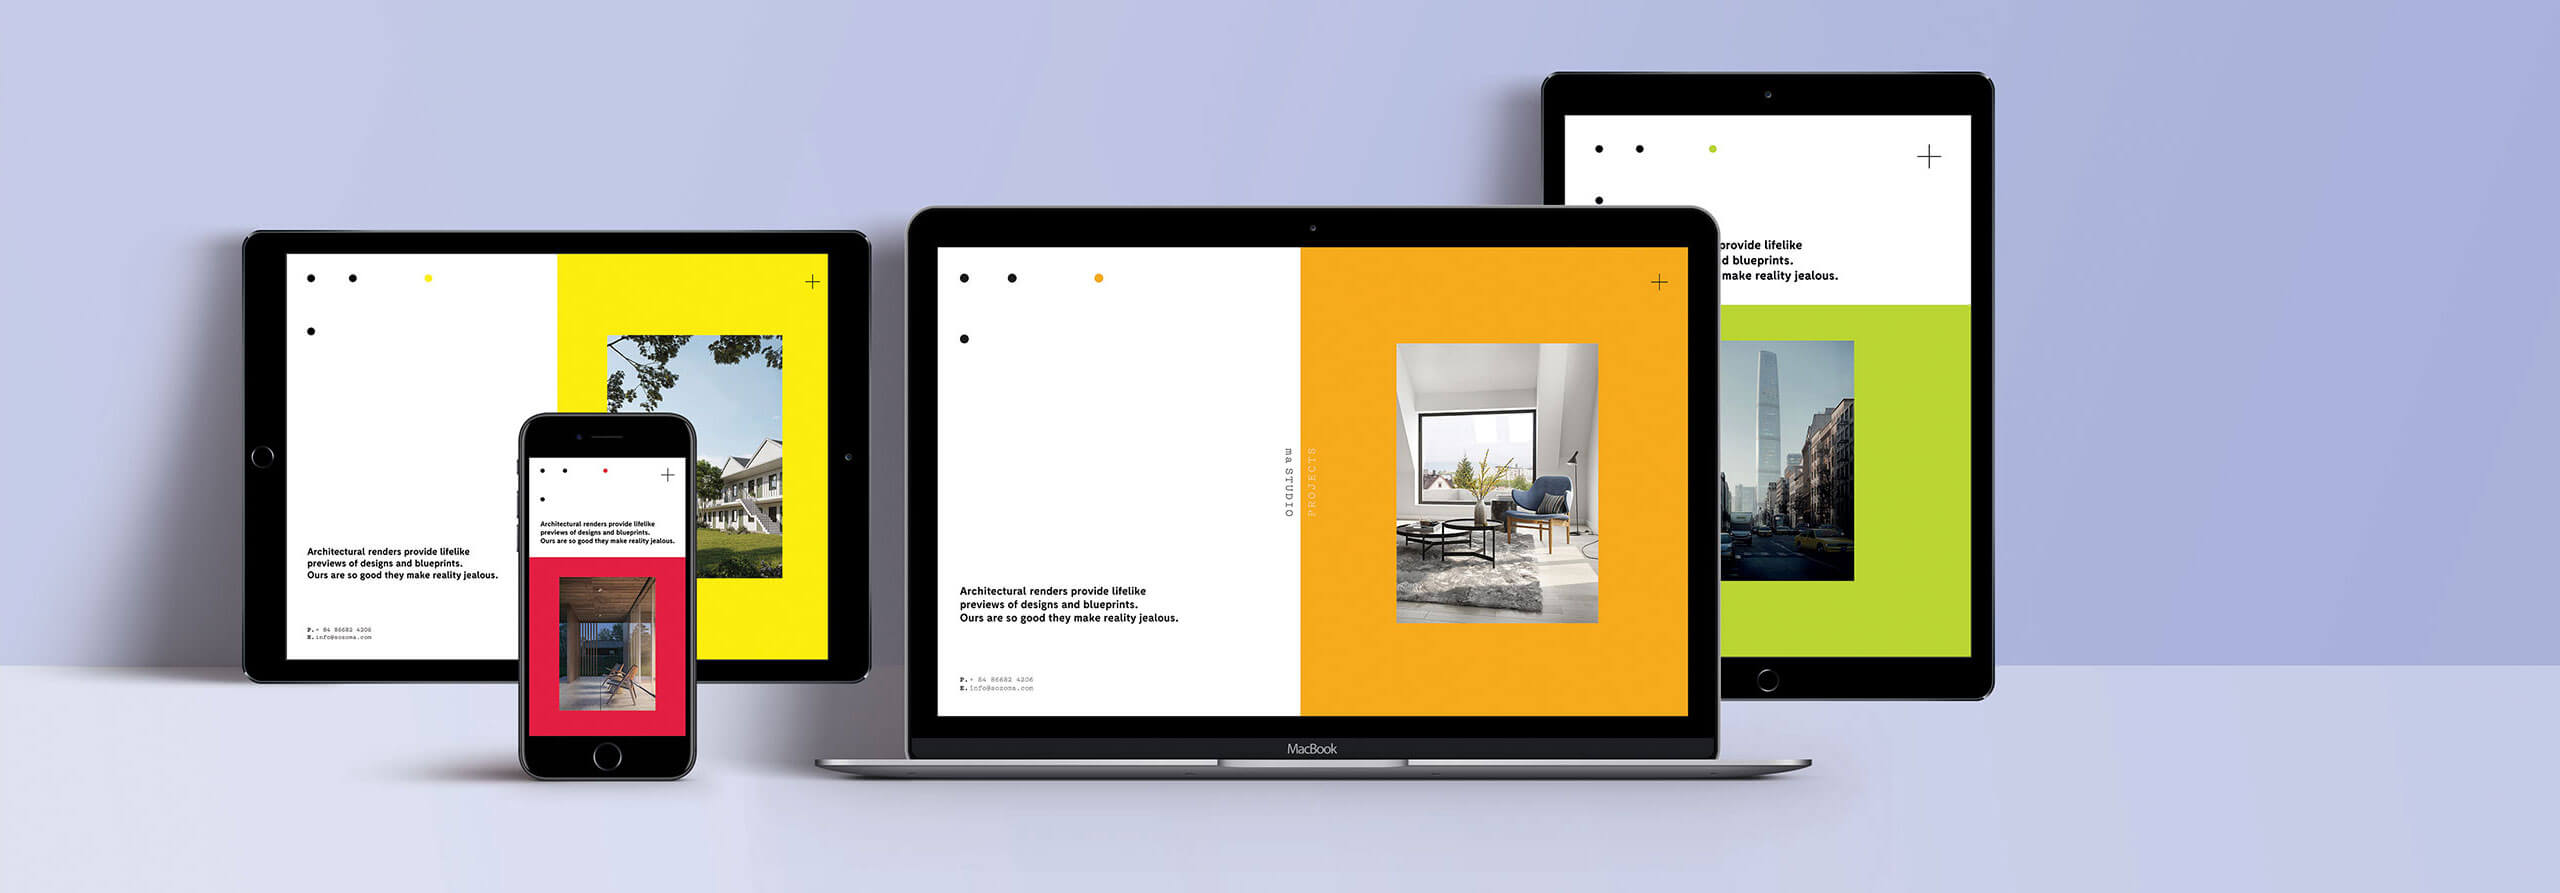 Architectural renders provide lifelike
previews of designs and blueprints.
Ours are so good they make reality jealous.
P. + 84 86682 4206
E. info@sozoma.com
Architectural renders provide lifelike
previews of designs and blueprints.
Ours are so good they make reality jealous.
ma STUDIO
PROJECTS
Architectural renders provide lifelike
previews of designs and blueprints.
Ours are so good they make reality jealous.
P. + 84 86682 4206
E. info@sozoma.com
MacBook
provide lifelike
d blueprints.
make reality jealous.